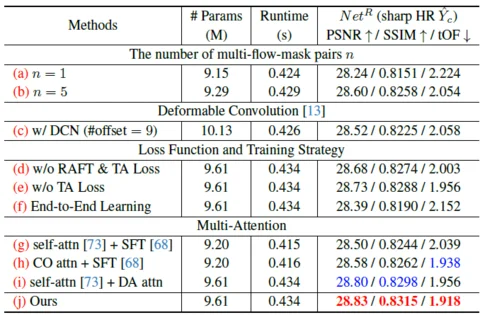 Methods # Params (M) Runtime (s) Net^R (sharp HR Ŷ_c) PSNR ↑ / SSIM ↑ / tOF ↓
The number of multi-flow-mask pairs n
(a) n = 1 9.15 0.424 28.24 / 0.8151 / 2.224
(b) n = 5 9.29 0.429 28.60 / 0.8258 / 2.054
Deformable Convolution [13]
(c) w/ DCN (#offset = 9) 10.13 0.426 28.52 / 0.8225 / 2.058
Loss Function and Training Strategy
(d) w/o RAFT & TA Loss 9.61 0.434 28.68 / 0.8274 / 2.003
(e) w/o TA Loss 9.61 0.434 28.73 / 0.8288 / 1.956
(f) End-to-End Learning 9.61 0.434 28.39 / 0.8190 / 2.152
Multi-Attention
(g) self-attn [73] + SFT [68] 9.20 0.415 28.50 / 0.8244 / 2.039
(h) CO attn + SFT [68] 9.20 0.416 28.58 / 0.8262 / 1.938
(i) self-attn [73] + DA attn 9.61 0.434 28.80 / 0.8298 / 1.956
(j) Ours 9.61 0.434 28.83 / 0.8315 / 1.918